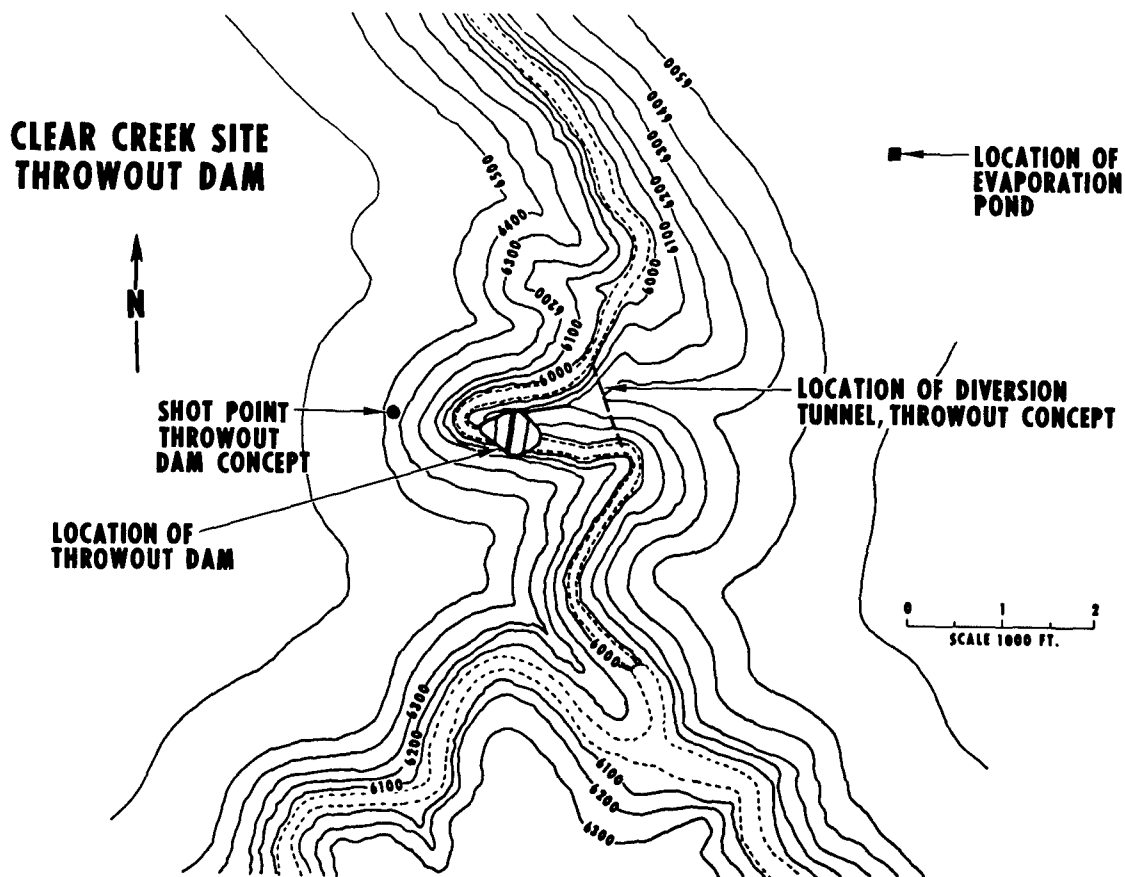 CLEAR CREEK SITE
THROWOUT DAM
N
6500
6400
6300
6200
6100
6000
LOCATION OF
EVAPORATION
POND
6500
6400
6300
6200
6100
6000
SHOT POINT
THROWOUT
DAM CONCEPT
LOCATION OF DIVERSION
TUNNEL, THROWOUT CONCEPT
LOCATION OF
THROWOUT DAM
0 1 2
SCALE 1000 FT.
6000
6300
6200
6100
6100
6200
6300